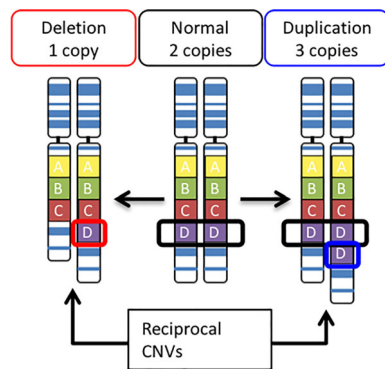 Deletion
1 copy
Normal
2 copies
Duplication
3 copies
A A A A A A
B B B B B B
C C C C C C
D D D D D
D
Reciprocal
CNVs